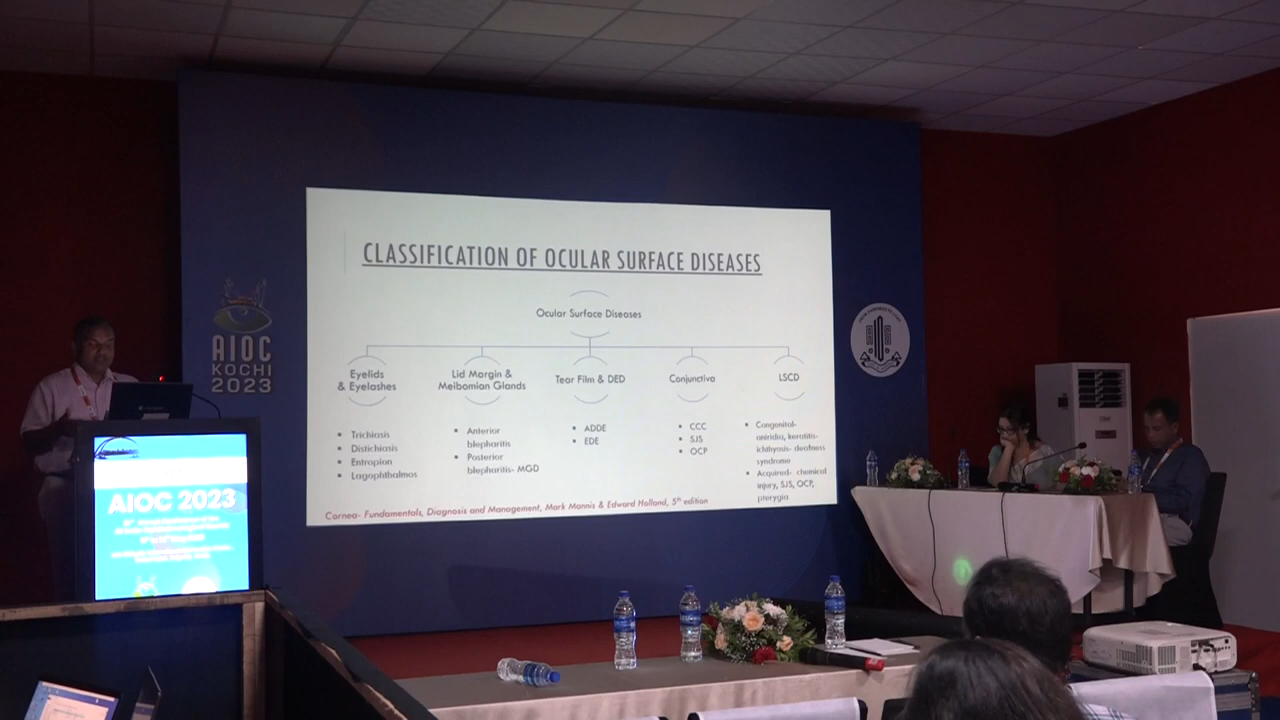 CLASSIFICATION OF OCULAR SURFACE DISEASES
Ocular Surface Diseases
Eyelids
& Eyelashes
Lid Margin &
Meibomian Glands
Tear Film & DED
Conjunctiva
LSCD
• Trichiasis
• Distichiasis
• Entropion
• Lagophthalmos
• Anterior
blepharitis
• Posterior
blepharitis- MGD
• ADDE
• EDE
• CCC
• SJS
• OCP
• Congenital-
aniridia, keratitis-
ichthyosis- deafness
syndrome
• Acquired- chemical
injury, SJS, OCP,
pterygia
Cornea- Fundamentals, Diagnosis and Management, Mark Mannis & Edward Holland, 5th edition
AIOC
KOCHI
2023
AIOC 2023